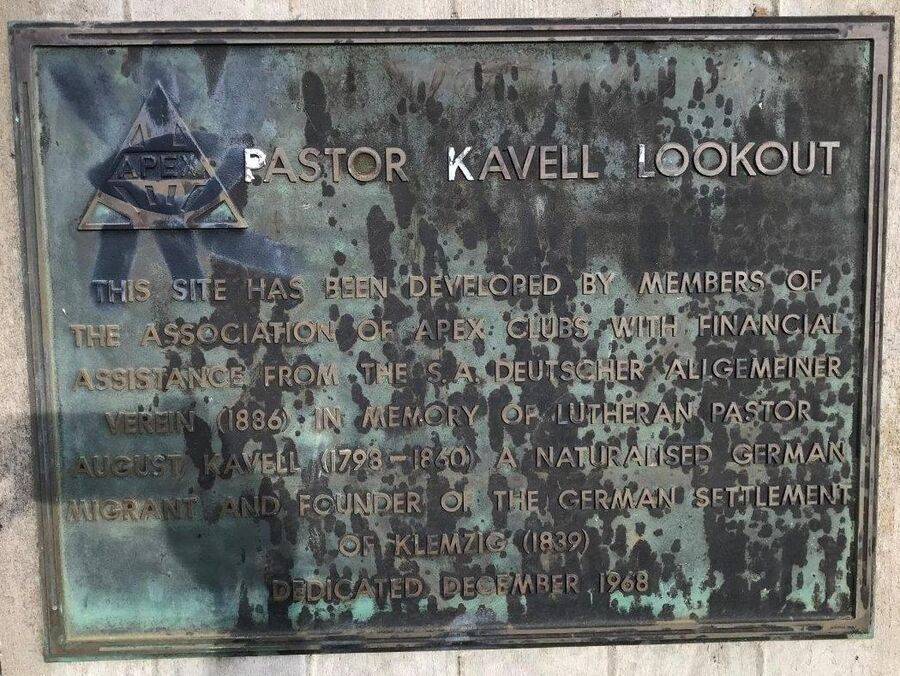 APEX
PASTOR KAVELL LOOKOUT
THIS SITE HAS BEEN DEVELOPED BY MEMBERS OF
THE ASSOCIATION OF APEX CLUBS WITH FINANCIAL
ASSISTANCE FROM THE S.A. DEUTSCHER ALLGEMEINER
VEREIN (1886) IN MEMORY OF LUTHERAN PASTOR
AUGUST KAVELL (1798-1860) A NATURALISED GERMAN
MIGRANT AND FOUNDER OF THE GERMAN SETTLEMENT
OF KLEMZIG (1839)
DEDICATED DECEMBER 1968